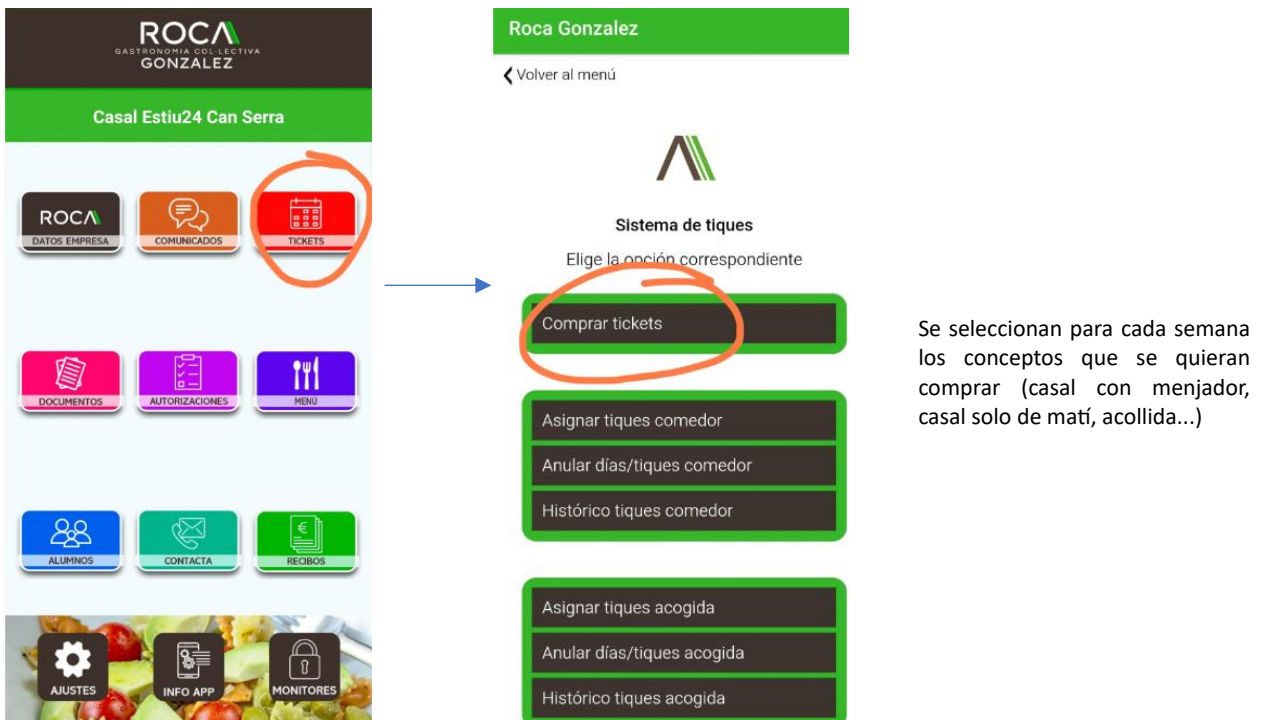 ROCA
GASTRONOMIA COL·LECTIVA
GONZALEZ
Casal Estiu24 Can Serra
ROCA
DATOS EMPRESA
COMUNICADOS
TICKETS
DOCUMENTOS
AUTORIZACIONES
MENÚ
ALUMNOS
CONTACTA
€
RECIBOS
AJUSTES
INFO APP
MONITORES
Roca Gonzalez
Volver al menú
Sistema de tiques
Elige la opción correspondiente
Comprar tickets
Asignar tiques comedor
Anular días/tiques comedor
Histórico tiques comedor
Asignar tiques acogida
Anular días/tiques acogida
Histórico tiques acogida
Se seleccionan para cada semana
los conceptos que se quieran
comprar (casal con menjador,
casal solo de matí, acollida...)